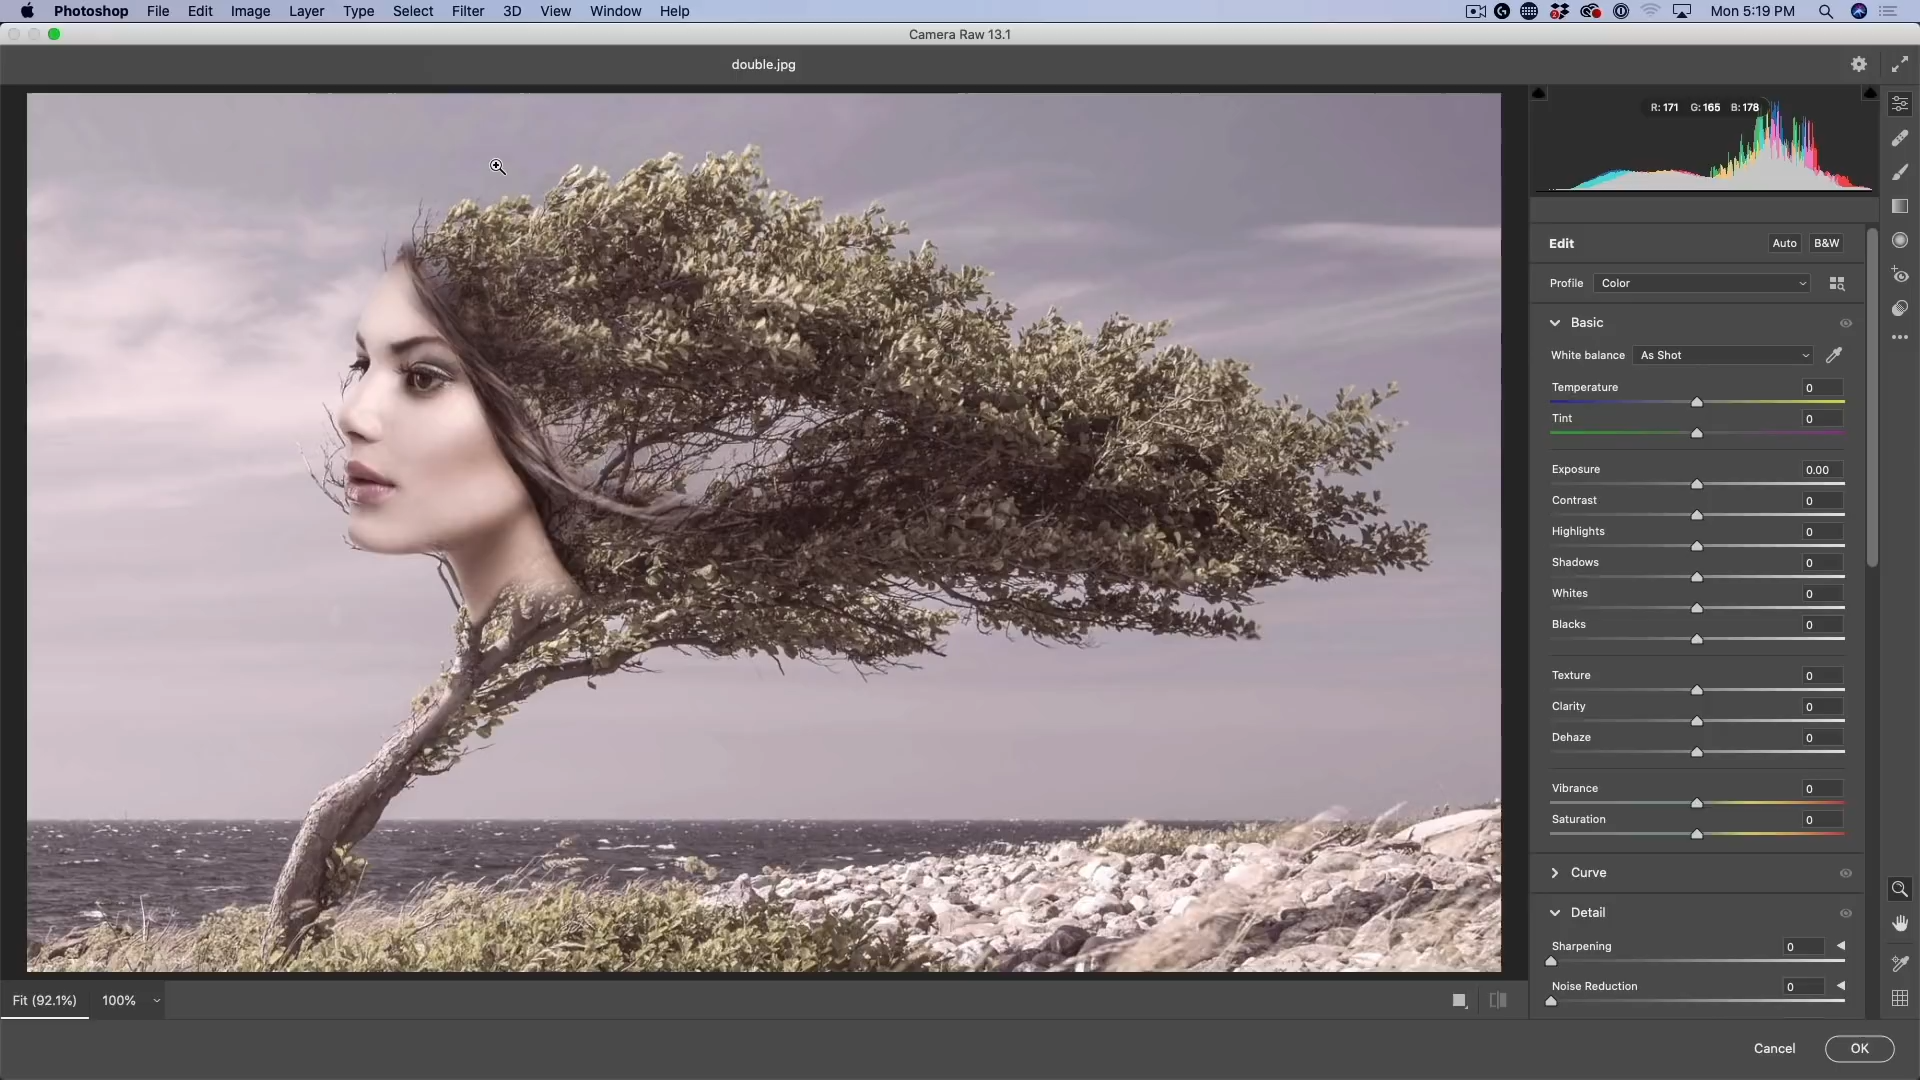 Photoshop File Edit Image Layer Type Select Filter 3D View Window Help Mon 5:19 PM
Camera Raw 13.1
double.jpg
R: 171 G: 165 B: 178
Edit Auto B&W
Profile Color
Basic
White balance As Shot
Temperature 0
Tint 0
Exposure 0.00
Contrast 0
Highlights 0
Shadows 0
Whites 0
Blacks 0
Texture 0
Clarity 0
Dehaze 0
Vibrance 0
Saturation 0
Curve
Detail
Sharpening 0
Noise Reduction 0
Fit (92.1%) 100%
Cancel OK